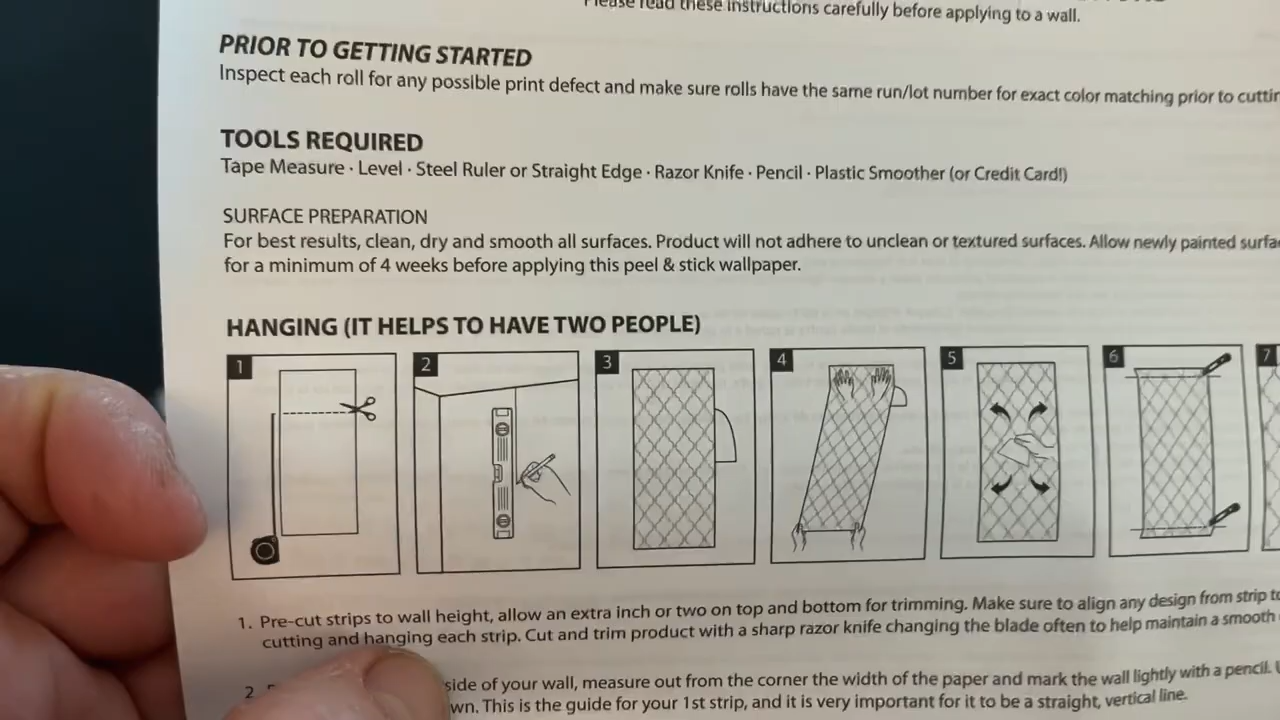 Please read these instructions carefully before applying to a wall.
PRIOR TO GETTING STARTED
Inspect each roll for any possible print defect and make sure rolls have the same run/lot number for exact color matching prior to
TOOLS REQUIRED
Tape Measure · Level · Steel Ruler or Straight Edge · Razor Knife · Pencil · Plastic Smoother (or Credit Card!)
SURFACE PREPARATION
For best results, clean, dry and smooth all surfaces. Product will not adhere to unclean or textured surfaces. Allow newly painted
for a minimum of 4 weeks before applying this peel & stick wallpaper.
HANGING (IT HELPS TO HAVE TWO PEOPLE)
1 2 3 4 5 6 7
1. Pre-cut strips to wall height, allow an extra inch or two on top and bottom for trimming. Make sure to align any design from strip
cutting and hanging each strip. Cut and trim product with a sharp razor knife changing the blade often to help maintain a smooth
2 side of your wall, measure out from the corner the width of the paper and mark the wall lightly with a pencil.
This is the guide for your 1st strip, and it is very important for it to be a straight, vertical line.